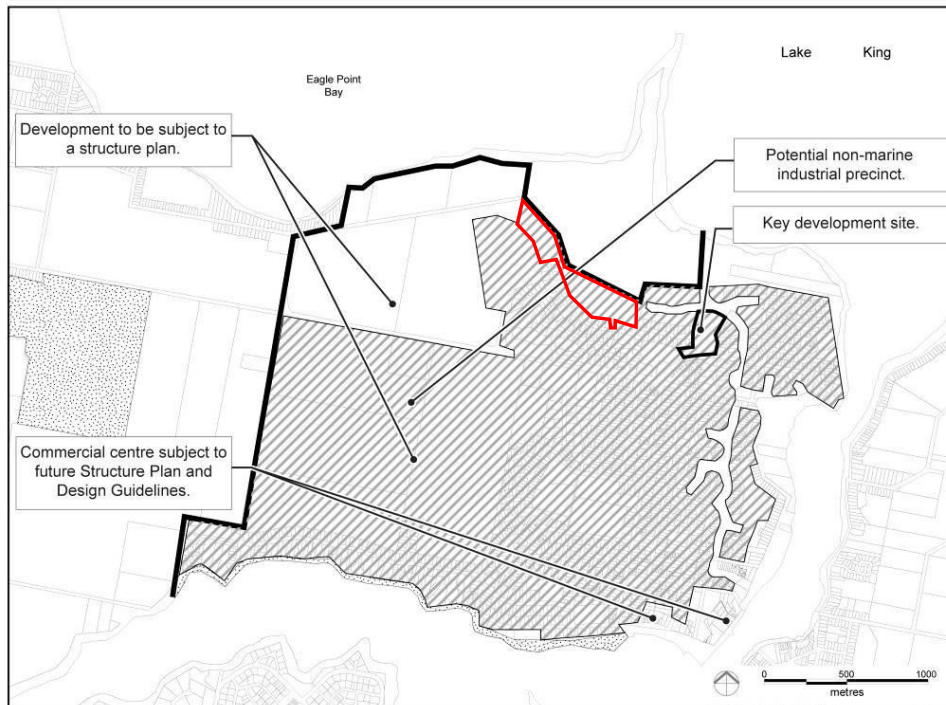 Lake King
Eagle Point
Bay
Development to be subject to
a structure plan.
Potential non-marine
industrial precinct.
Key development site.
Commercial centre subject to
future Structure Plan and
Design Guidelines.
0 500 1000
metres